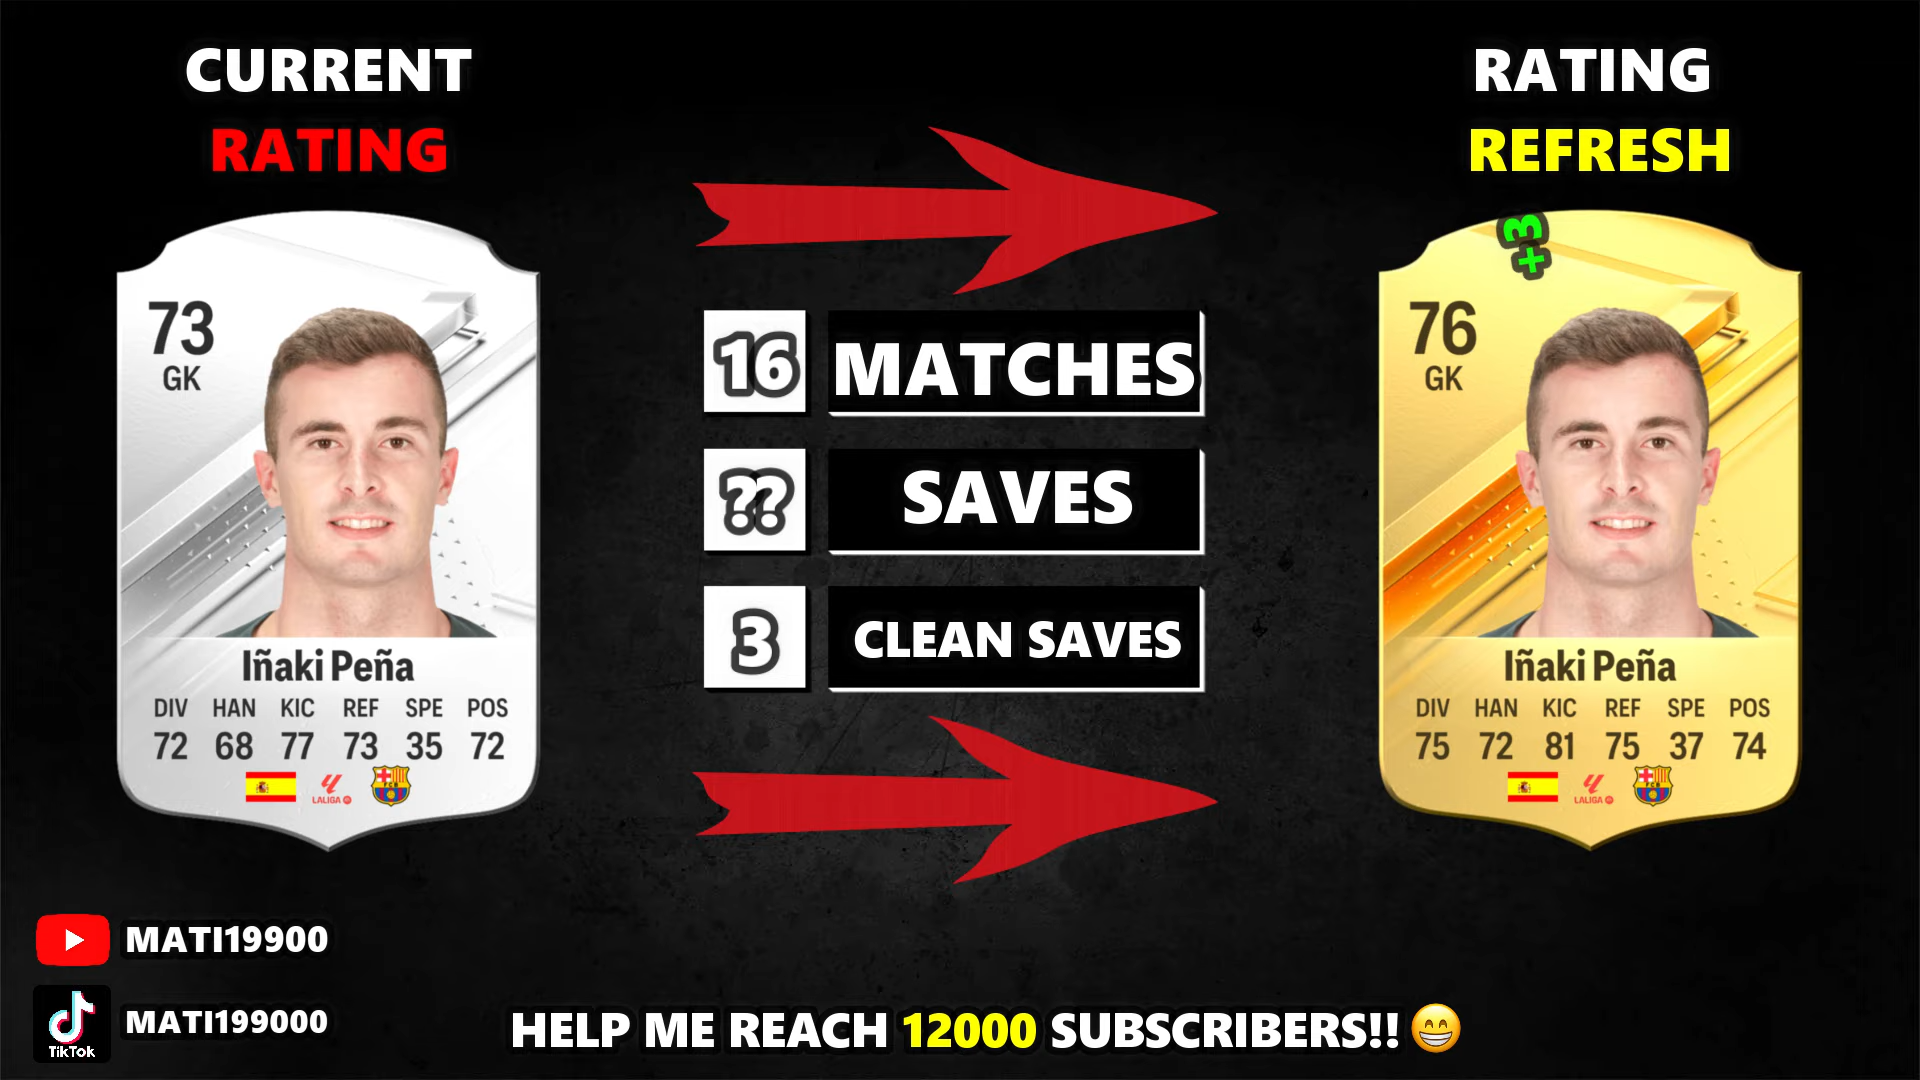 CURRENT
RATING
RATING
REFRESH
+3
73
GK
Iñaki Peña
DIV HAN KIC REF SPE POS
72 68 77 73 35 72
LALIGA
16 MATCHES
?? SAVES
3 CLEAN SAVES
76
GK
Iñaki Peña
DIV HAN KIC REF SPE POS
75 72 81 75 37 74
LALIGA
MATI19900
TikTok
MATI199000
HELP ME REACH 12000 SUBSCRIBERS!! 😁